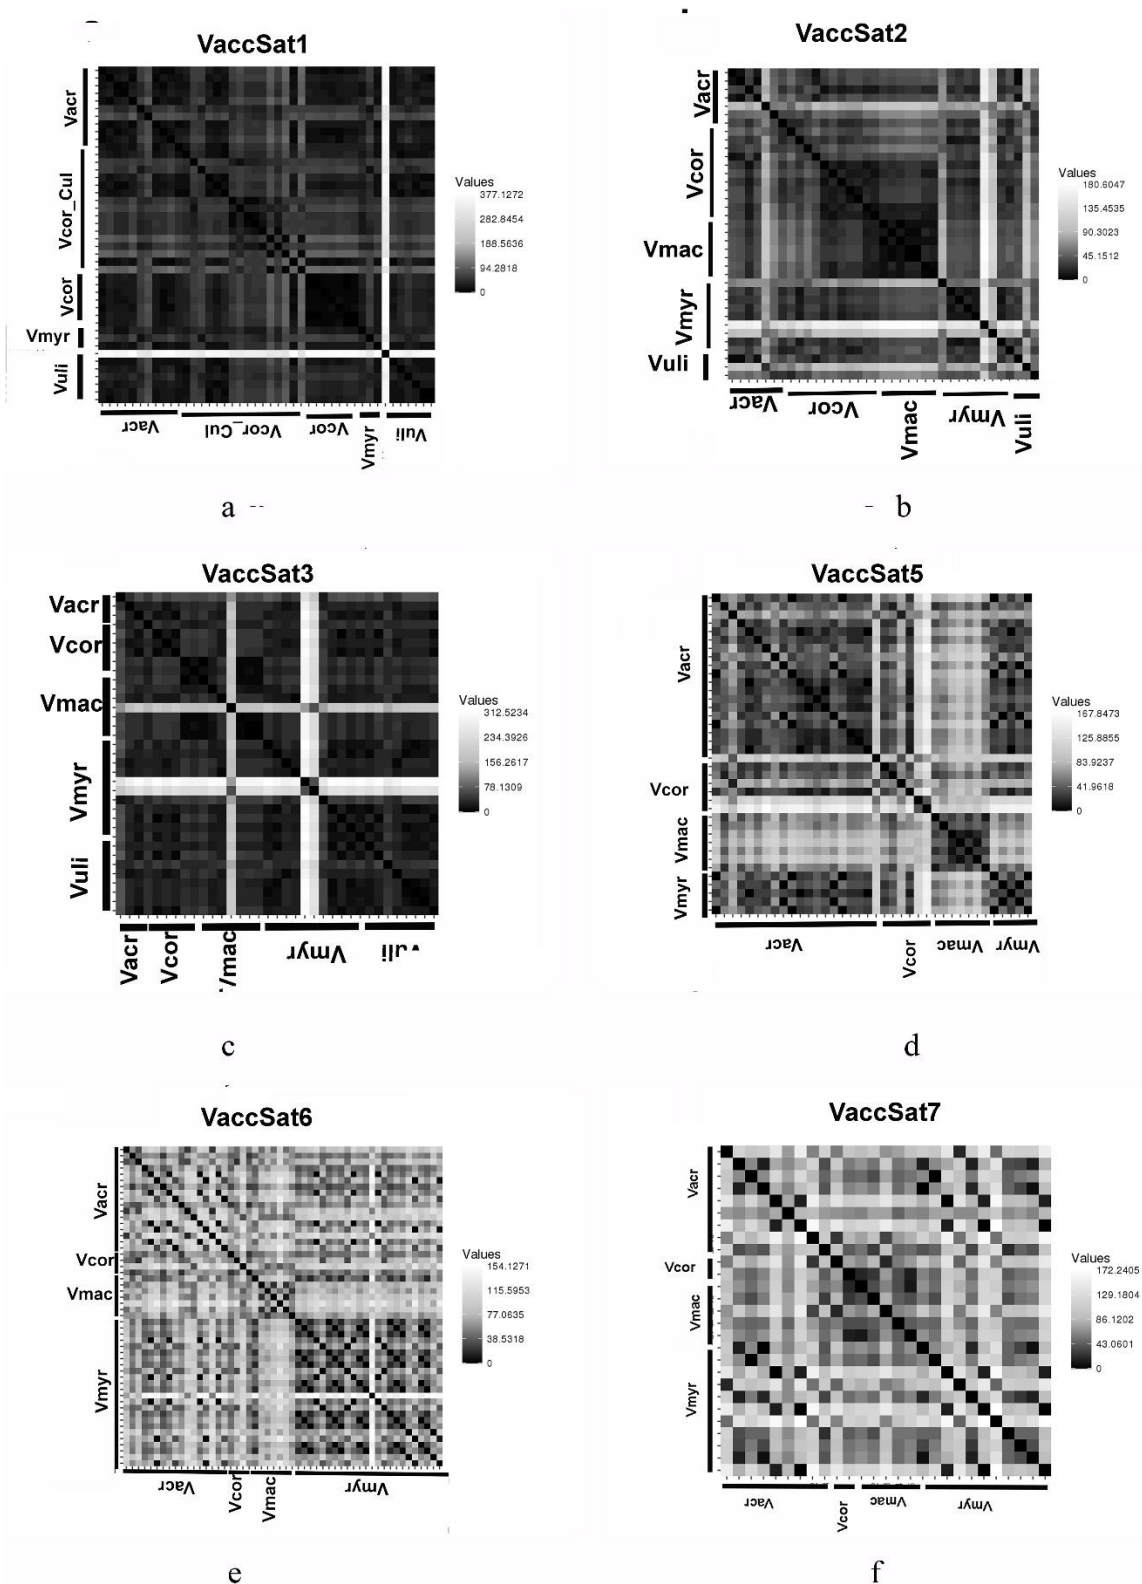 VaccSat1
Vacr
Vcor_Cul
Vcor
Vmyr
Vuli
Values
377.1272
282.8454
188.5636
94.2818
0
Vacr
Vcor_Cul
Vcor
Vmyr
Vuli
a
VaccSat2
Vacr
Vcor
Vmac
Vmyr
Vuli
Values
180.6047
135.4535
90.3023
45.1512
0
Vacr
Vcor
Vmac
Vmyr
Vuli
b
VaccSat3
Vacr
Vcor
Vmac
Vmyr
Vuli
Values
312.5234
234.3926
156.2617
78.1309
0
Vacr
Vcor
Vmac
Vmyr
Vuli
c
VaccSat5
Vacr
Vcor
Vmac
Vmyr
Values
167.8473
125.8855
83.9237
41.9618
0
Vacr
Vcor
Vmac
Vmyr
d
VaccSat6
Vacr
Vcor
Vmac
Vmyr
Values
154.1271
115.5953
77.0635
38.5318
0
Vacr
Vcor
Vmac
Vmyr
e
VaccSat7
Vacr
Vcor
Vmac
Vmyr
Values
172.2405
129.1804
86.1202
43.0601
0
Vacr
Vcor
Vmac
Vmyr
f